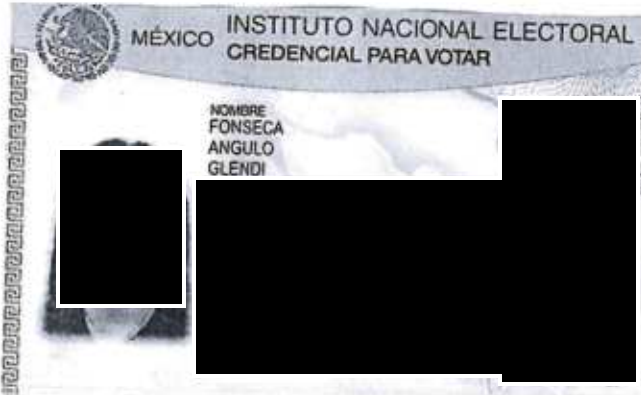 MÉXICO
INSTITUTO NACIONAL ELECTORAL
CREDENCIAL PARA VOTAR
NOMBRE
FONSECA
ANGULO
GLENDI